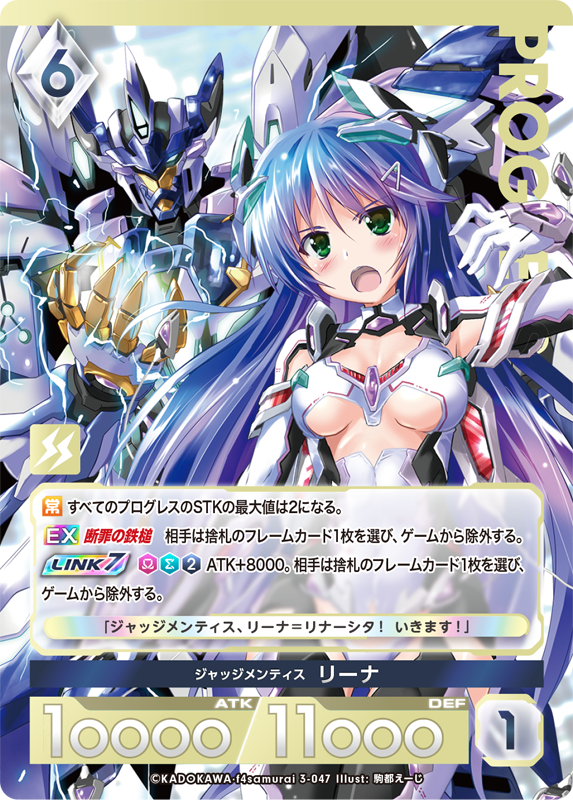 6
PROG
E
常 すべてのプログレスのSTKの最大値は2になる。
EX 断罪の鉄槌 相手は捨札のフレームカード1枚を選び、ゲームから除外する。
LINK 7 Ω Σ 2 ATK+8000。相手は捨札のフレームカード1枚を選び、
ゲームから除外する。
「ジャッジメンティス、リーナ=リナーシタ! いきます!」
ジャッジメンティス リーナ
ATK DEF
10000 / 11000 1
©KADOKAWA-f4samurai 3-047 Illust: 駒都えーじ